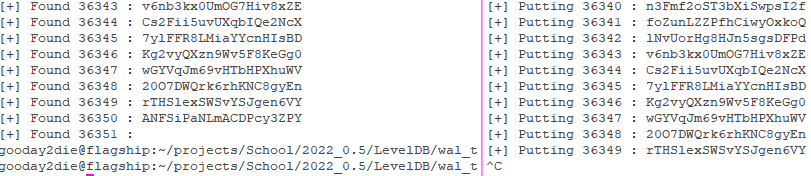 [+] Found 36343 : v6nb3kx0UmOG7Hiv8xZE
[+] Found 36344 : Cs2Fii5uvUXqbIQe2NcX
[+] Found 36345 : 7ylFFR8LMiaYYcnHIsBD
[+] Found 36346 : Kg2vyQXzn9Wv5F8KeGg0
[+] Found 36347 : wGYVqJm69vHTbHPXhuWV
[+] Found 36348 : 20O7DWQrk6rhKNC8gyEn
[+] Found 36349 : rTHSlexSWSvYSJgen6VY
[+] Found 36350 : ANFSiPaNLmACDPcy3ZPY
[+] Found 36351 :
gooday2die@flagship:~/projects/School/2022_0.5/LevelDB/wal_t
gooday2die@flagship:~/projects/School/2022_0.5/LevelDB/wal_t
[+] Putting 36340 : n3Fmf2oST3bXiSwpsI2f
[+] Putting 36341 : foZunLZZPfhCiwyOxkoQ
[+] Putting 36342 : lNvUorHg8HJn5sgsDFPd
[+] Putting 36343 : v6nb3kx0UmOG7Hiv8xZE
[+] Putting 36344 : Cs2Fii5uvUXqbIQe2NcX
[+] Putting 36345 : 7ylFFR8LMiaYYcnHIsBD
[+] Putting 36346 : Kg2vyQXzn9Wv5F8KeGg0
[+] Putting 36347 : wGYVqJm69vHTbHPXhuWV
[+] Putting 36348 : 20O7DWQrk6rhKNC8gyEn
[+] Putting 36349 : rTHSlexSWSvYSJgen6VY
^C